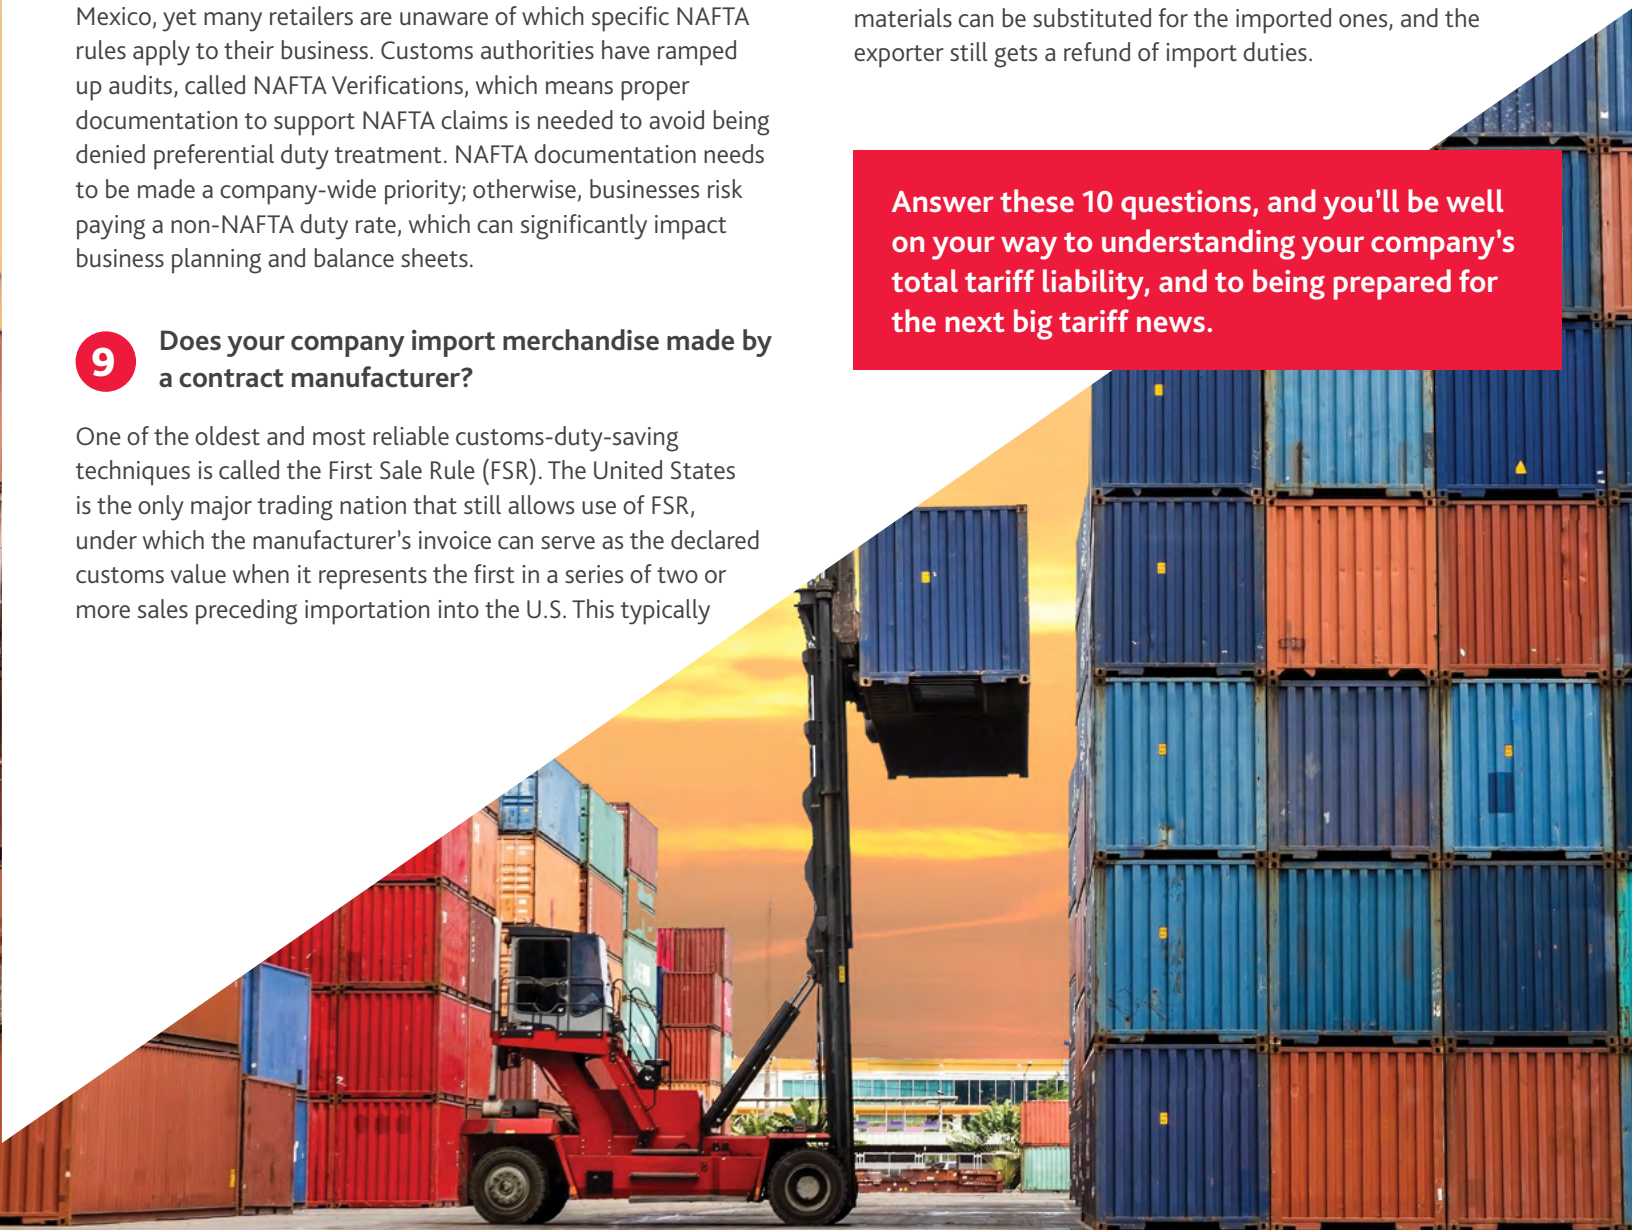 Mexico, yet many retailers are unaware of which specific NAFTA
rules apply to their business. Customs authorities have ramped
up audits, called NAFTA Verifications, which means proper
documentation to support NAFTA claims is needed to avoid being
denied preferential duty treatment. NAFTA documentation needs
to be made a company-wide priority; otherwise, businesses risk
paying a non-NAFTA duty rate, which can significantly impact
business planning and balance sheets.
9
Does your company import merchandise made by
a contract manufacturer?
One of the oldest and most reliable customs-duty-saving
techniques is called the First Sale Rule (FSR). The United States
is the only major trading nation that still allows use of FSR,
under which the manufacturer's invoice can serve as the declared
customs value when it represents the first in a series of two or
more sales preceding importation into the U.S. This typically
materials can be substituted for the imported ones, and the
exporter still gets a refund of import duties.
Answer these 10 questions, and you'll be well
on your way to understanding your company's
total tariff liability, and to being prepared for
the next big tariff news.